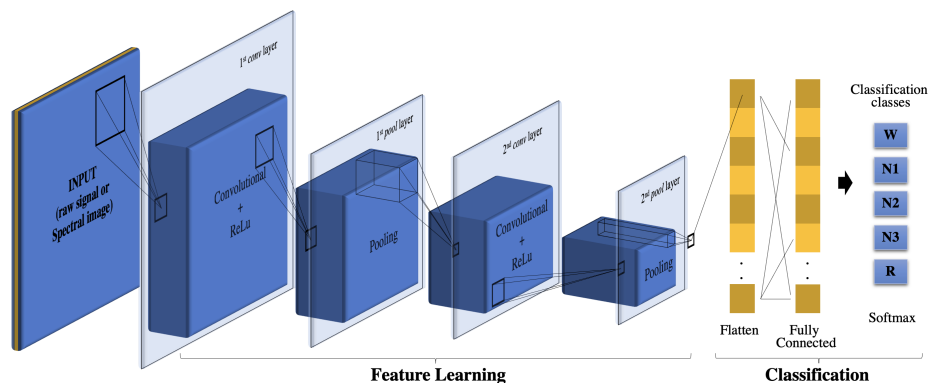 INPUT
(raw signal or
Spectral image)
1st conv layer
Convolutional
+
ReLu
1st pool layer
Pooling
2nd conv layer
Convolutional
+
ReLu
2nd pool layer
Pooling
Flatten
Fully
Connected
Classification
classes
W
N1
N2
N3
R
Softmax
Feature Learning
Classification